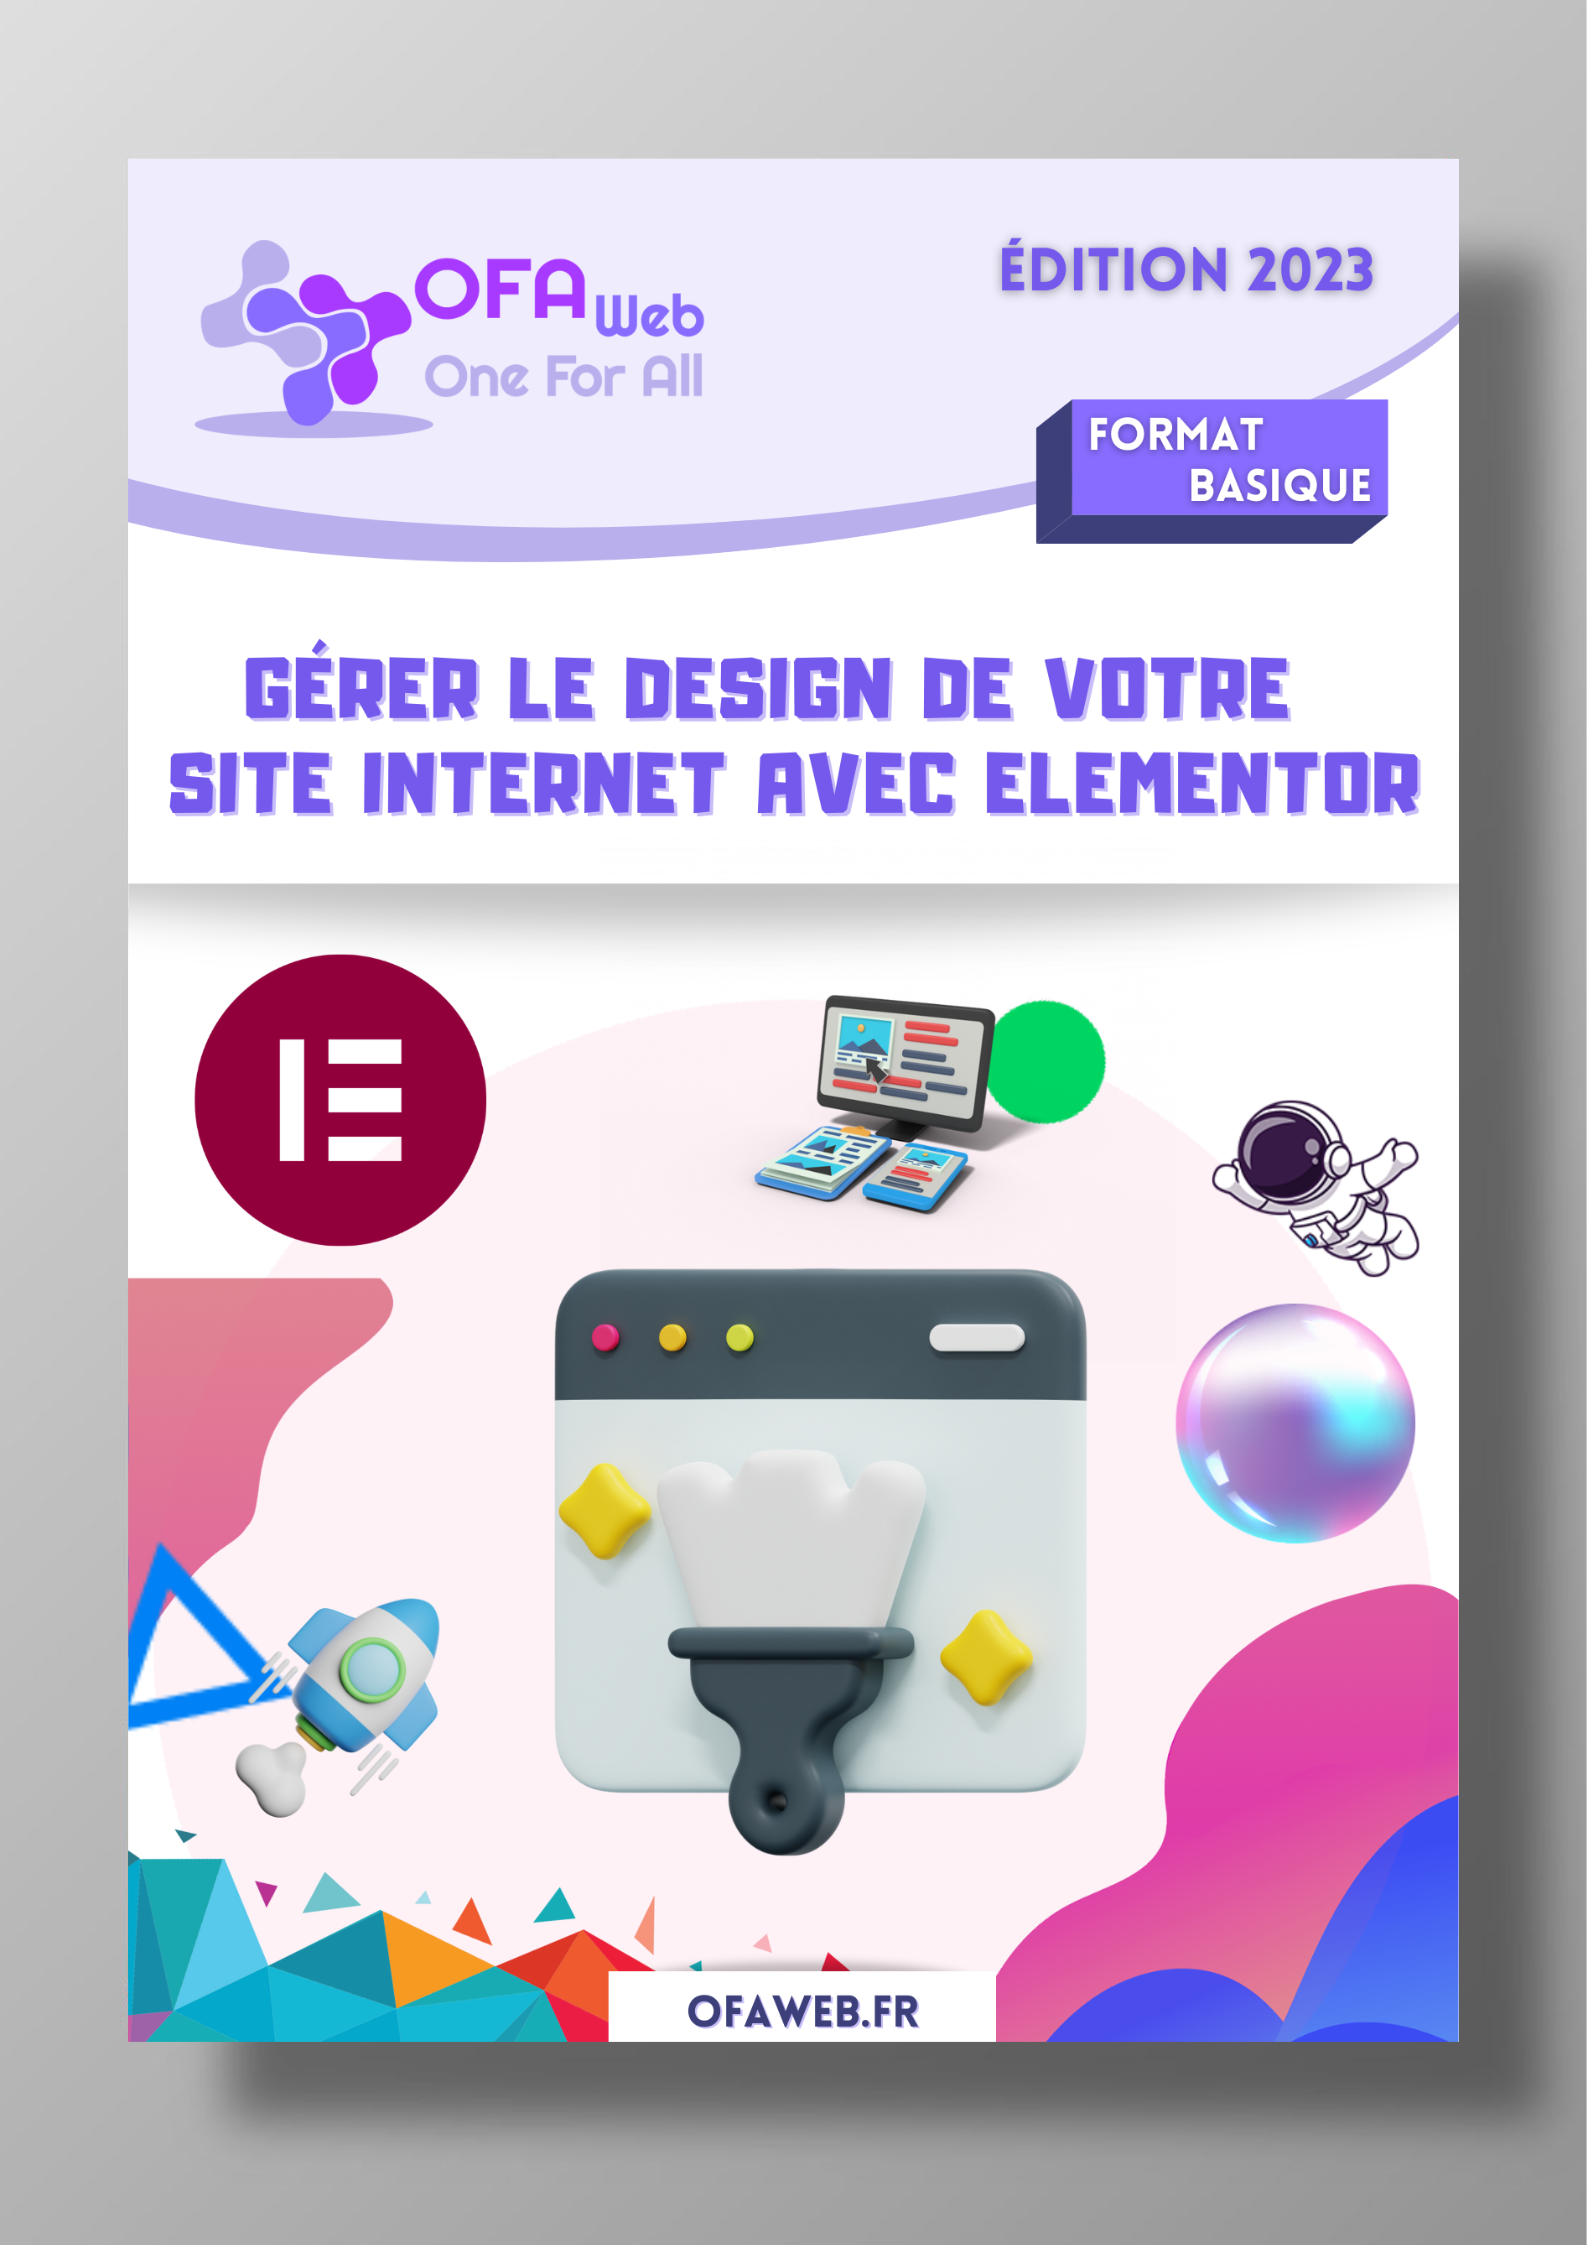 OFA Web
One For All
ÉDITION 2023
FORMAT
BASIQUE
GÉRER LE DESIGN DE VOTRE
SITE INTERNET AVEC ELEMENTOR
OFAWEB.FR